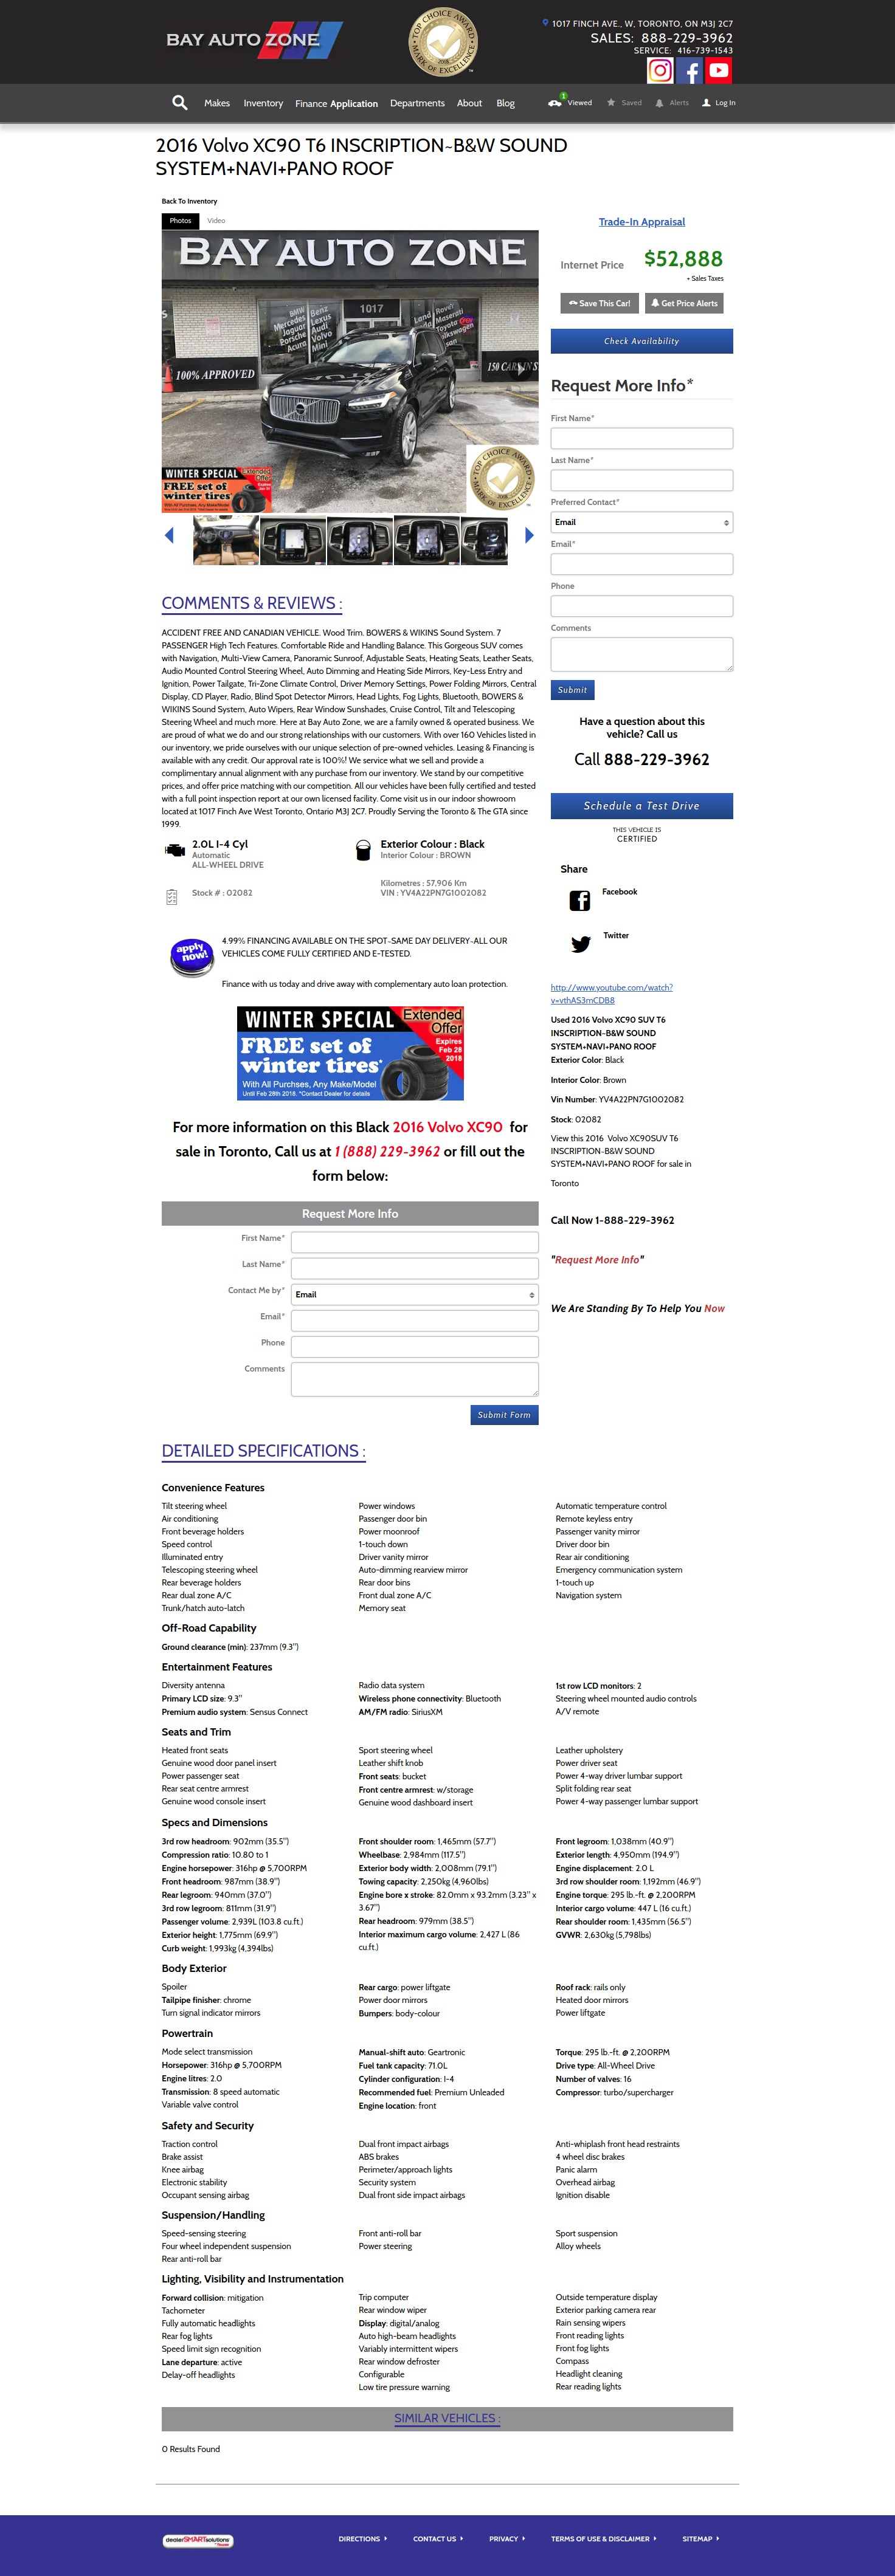 BAY AUTO ZONE
TOP CHOICE AWARD
MARK OF EXCELLENCE
1017 FINCH AVE., W, TORONTO, ON M3J 2C7
SALES: 888-229-3962
SERVICE: 416-739-1543
Makes Inventory Finance Application Departments About Blog
1 Viewed Saved Alerts Log In
2016 Volvo XC90 T6 INSCRIPTION~B&W SOUND
SYSTEM+NAVI+PANO ROOF
Back To Inventory
Photos Video
BAY AUTO ZONE
1017
BMW Benz
Mercedes Lexus
Jaguar Audi
Porsche Volvo
Acura Mini
100% APPROVED
150 CARS IN S
WINTER SPECIAL Extended Offer
FREE set of
winter tires*
TOP CHOICE AWARD
MARK OF EXCELLENCE
Trade-In Appraisal
Internet Price $52,888
+ Sales Taxes
Save This Car! Get Price Alerts
Check Availability
Request More Info*
First Name*
Last Name*
Preferred Contact*
Email
Email*
Phone
Comments
Submit
Have a question about this
vehicle? Call us
Call 888-229-3962
Schedule a Test Drive
THIS VEHICLE IS
CERTIFIED
Share
Facebook
Twitter
http://www.youtube.com/watch?
v=vthAS3mCDB8
Used 2016 Volvo XC90 SUV T6
INSCRIPTION~B&W SOUND
SYSTEM+NAVI+PANO ROOF
Exterior Color: Black
Interior Color: Brown
Vin Number: YV4A22PN7G1002082
Stock: 02082
View this 2016 Volvo XC90SUV T6
INSCRIPTION~B&W SOUND
SYSTEM+NAVI+PANO ROOF for sale in
Toronto
Call Now 1-888-229-3962
"Request More Info"
We Are Standing By To Help You Now
COMMENTS & REVIEWS :
ACCIDENT FREE AND CANADIAN VEHICLE. Wood Trim. BOWERS & WIKINS Sound System. 7
PASSENGER High Tech Features. Comfortable Ride and Handling Balance. This Gorgeous SUV comes
with Navigation, Multi-View Camera, Panoramic Sunroof, Adjustable Seats, Heating Seats, Leather Seats,
Audio Mounted Control Steering Wheel, Auto Dimming and Heating Side Mirrors, Key-Less Entry and
Ignition, Power Tailgate, Tri-Zone Climate Control, Driver Memory Settings, Power Folding Mirrors, Central
Display, CD Player, Radio, Blind Spot Detector Mirrors, Head Lights, Fog Lights, Bluetooth, BOWERS &
WIKINS Sound System, Auto Wipers, Rear Window Sunshades, Cruise Control, Tilt and Telescoping
Steering Wheel and much more. Here at Bay Auto Zone, we are a family owned & operated business. We
are proud of what we do and our strong relationships with our customers. With over 160 Vehicles listed in
our inventory, we pride ourselves with our unique selection of pre-owned vehicles. Leasing & Financing is
available with any credit. Our approval rate is 100%! We service what we sell and provide a
complimentary annual alignment with any purchase from our inventory. We stand by our competitive
prices, and offer price matching with our competition. All our vehicles have been fully certified and tested
with a full point inspection report at our own licensed facility. Come visit us in our indoor showroom
located at 1017 Finch Ave West Toronto, Ontario M3J 2C7. Proudly Serving the Toronto & The GTA since
1999.
2.0L I-4 Cyl
Automatic
ALL-WHEEL DRIVE
Exterior Colour : Black
Interior Colour : BROWN
Stock # : 02082
Kilometres : 57,906 Km
VIN : YV4A22PN7G1002082
apply now!
4.99% FINANCING AVAILABLE ON THE SPOT~SAME DAY DELIVERY~ALL OUR
VEHICLES COME FULLY CERTIFIED AND E-TESTED.
Finance with us today and drive away with complementary auto loan protection.
WINTER SPECIAL Extended Offer
FREE set of
winter tires*
Expires
Feb 28
2018
With All Purchses, Any Make/Model
Until Feb 28th 2018. *Contact Dealer for details
For more information on this Black 2016 Volvo XC90 for
sale in Toronto, Call us at 1 (888) 229-3962 or fill out the
form below:
Request More Info
First Name*
Last Name*
Contact Me by* Email
Email*
Phone
Comments
Submit Form
DETAILED SPECIFICATIONS :
Convenience Features
Tilt steering wheel Power windows Automatic temperature control
Air conditioning Passenger door bin Remote keyless entry
Front beverage holders Power moonroof Passenger vanity mirror
Speed control 1-touch down Driver door bin
Illuminated entry Driver vanity mirror Rear air conditioning
Telescoping steering wheel Auto-dimming rearview mirror Emergency communication system
Rear beverage holders Rear door bins 1-touch up
Rear dual zone A/C Front dual zone A/C Navigation system
Trunk/hatch auto-latch Memory seat
Off-Road Capability
Ground clearance (min): 237mm (9.3")
Entertainment Features
Diversity antenna Radio data system 1st row LCD monitors: 2
Primary LCD size: 9.3" Wireless phone connectivity: Bluetooth Steering wheel mounted audio controls
Premium audio system: Sensus Connect AM/FM radio: SiriusXM A/V remote
Seats and Trim
Heated front seats Sport steering wheel Leather upholstery
Genuine wood door panel insert Leather shift knob Power driver seat
Power passenger seat Front seats: bucket Power 4-way driver lumbar support
Rear seat centre armrest Front centre armrest: w/storage Split folding rear seat
Genuine wood console insert Genuine wood dashboard insert Power 4-way passenger lumbar support
Specs and Dimensions
3rd row headroom: 902mm (35.5") Front shoulder room: 1,465mm (57.7") Front legroom: 1,038mm (40.9")
Compression ratio: 10.80 to 1 Wheelbase: 2,984mm (117.5") Exterior length: 4,950mm (194.9")
Engine horsepower: 316hp @ 5,700RPM Exterior body width: 2,008mm (79.1") Engine displacement: 2.0 L
Front headroom: 987mm (38.9") Towing capacity: 2,250kg (4,960lbs) 3rd row shoulder room: 1,192mm (46.9")
Rear legroom: 940mm (37.0") Engine bore x stroke: 82.0mm x 93.2mm (3.23" x Engine torque: 295 lb.-ft. @ 2,200RPM
3rd row legroom: 811mm (31.9") 3.67") Interior cargo volume: 447 L (16 cu.ft.)
Passenger volume: 2,939L (103.8 cu.ft.) Rear headroom: 979mm (38.5") Rear shoulder room: 1,435mm (56.5")
Exterior height: 1,775mm (69.9") Interior maximum cargo volume: 2,427 L (86 GVWR: 2,630kg (5,798lbs)
Curb weight: 1,993kg (4,394lbs) cu.ft.)
Body Exterior
Spoiler Rear cargo: power liftgate Roof rack: rails only
Tailpipe finisher: chrome Power door mirrors Heated door mirrors
Turn signal indicator mirrors Bumpers: body-colour Power liftgate
Powertrain
Mode select transmission Manual-shift auto: Geartronic Torque: 295 lb.-ft. @ 2,200RPM
Horsepower: 316hp @ 5,700RPM Fuel tank capacity: 71.0L Drive type: All-Wheel Drive
Engine litres: 2.0 Cylinder configuration: I-4 Number of valves: 16
Transmission: 8 speed automatic Recommended fuel: Premium Unleaded Compressor: turbo/supercharger
Variable valve control Engine location: front
Safety and Security
Traction control Dual front impact airbags Anti-whiplash front head restraints
Brake assist ABS brakes 4 wheel disc brakes
Knee airbag Perimeter/approach lights Panic alarm
Electronic stability Security system Overhead airbag
Occupant sensing airbag Dual front side impact airbags Ignition disable
Suspension/Handling
Speed-sensing steering Front anti-roll bar Sport suspension
Four wheel independent suspension Power steering Alloy wheels
Rear anti-roll bar
Lighting, Visibility and Instrumentation
Forward collision: mitigation Trip computer Outside temperature display
Tachometer Rear window wiper Exterior parking camera rear
Fully automatic headlights Display: digital/analog Rain sensing wipers
Rear fog lights Auto high-beam headlights Front reading lights
Speed limit sign recognition Variably intermittent wipers Front fog lights
Lane departure: active Rear window defroster Compass
Delay-off headlights Configurable Headlight cleaning
Low tire pressure warning Rear reading lights
SIMILAR VEHICLES :
0 Results Found
dealerSMARTsolutions
DIRECTIONS CONTACT US PRIVACY TERMS OF USE & DISCLAIMER SITEMAP